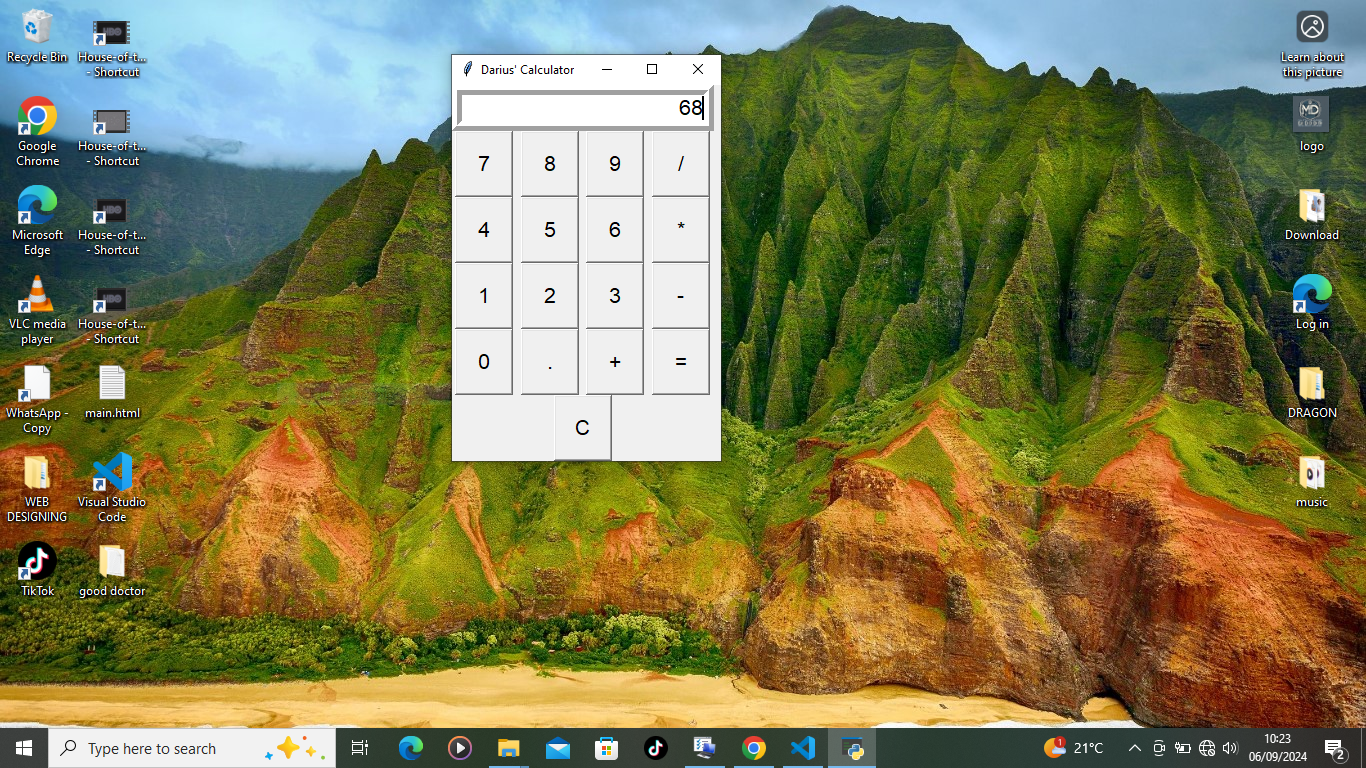 Recycle Bin
House-of-t...
- Shortcut
Google
Chrome
House-of-t...
- Shortcut
Microsoft
Edge
House-of-t...
- Shortcut
VLC media
player
House-of-t...
- Shortcut
WhatsApp -
Copy
main.html
WEB
DESIGNING
Visual Studio
Code
TikTok
good doctor
Darius' Calculator
68
7 8 9 /
4 5 6 *
1 2 3 -
0 . + =
C
Learn about
this picture
MD
logo
Download
Log in
DRAGON
music
Type here to search
1
21°C
10:23
06/09/2024
2